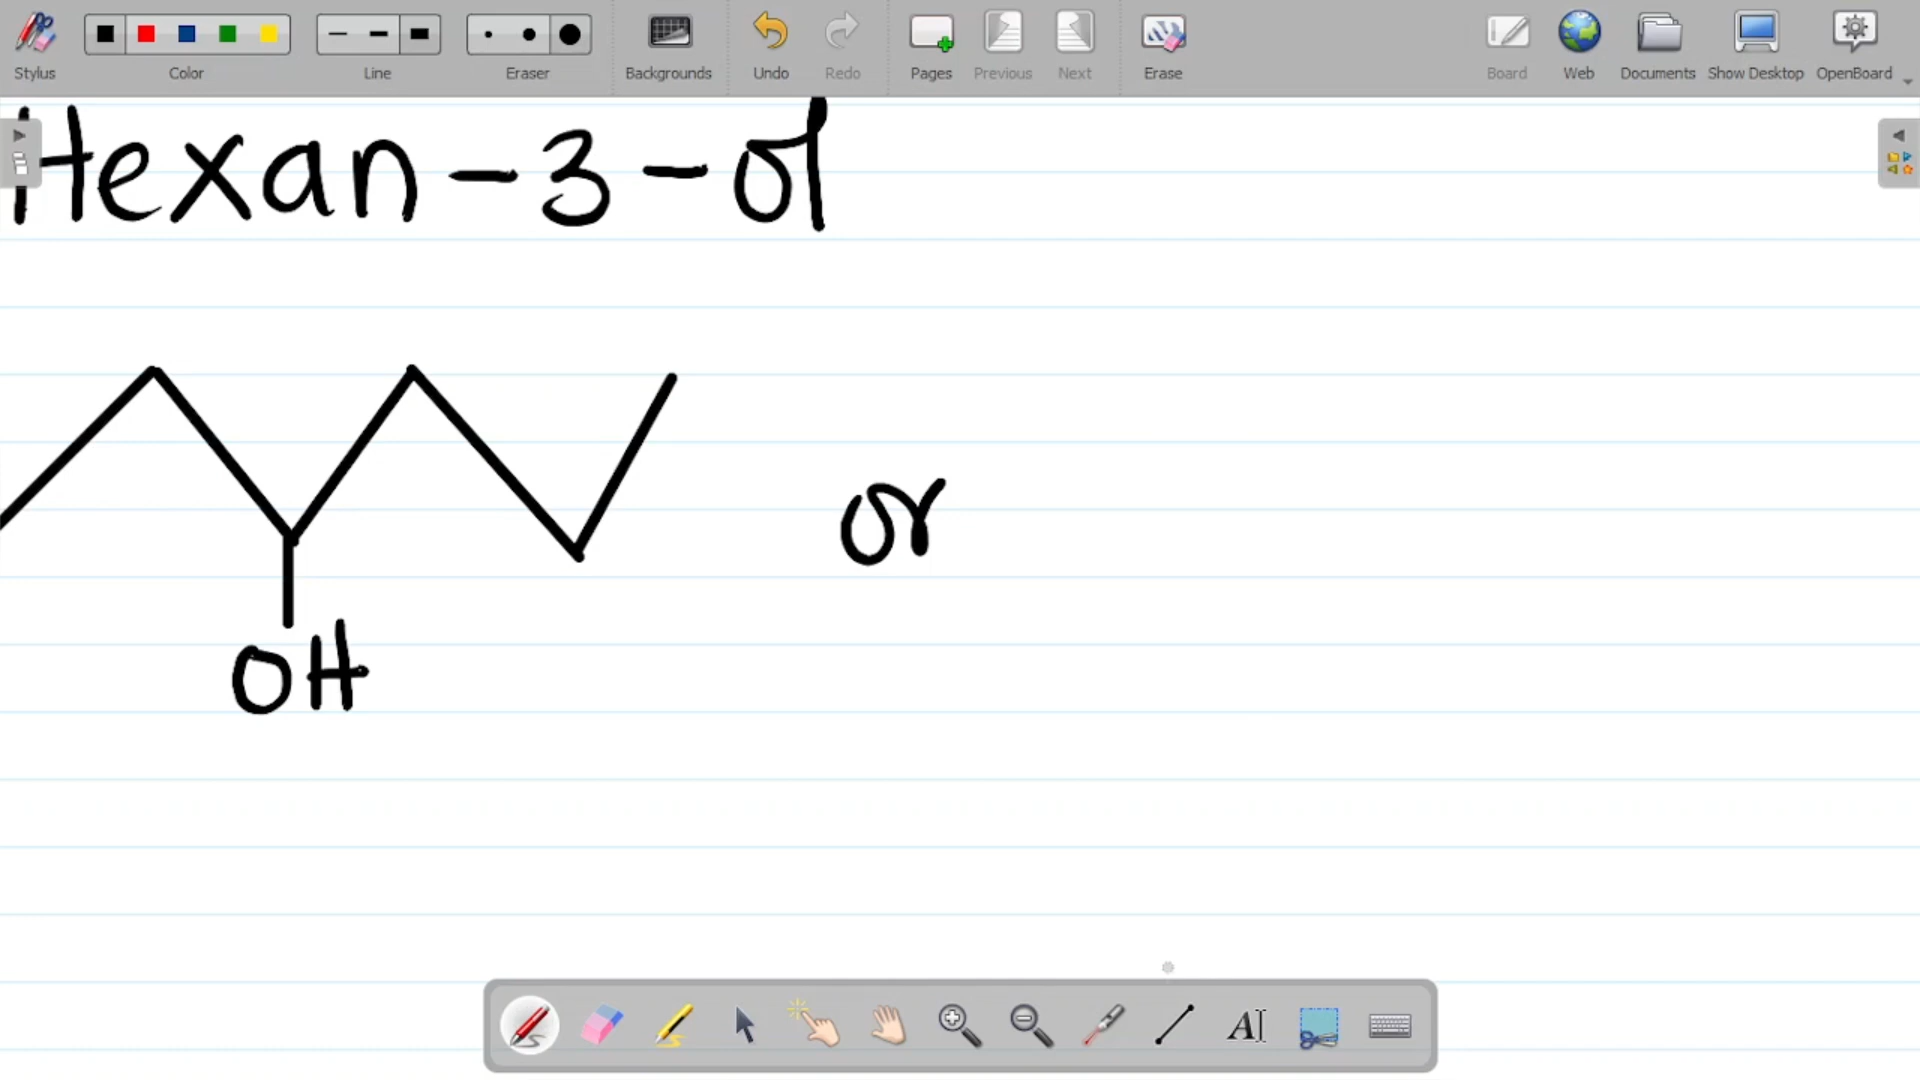 Stylus Color Line Eraser Backgrounds Undo Redo Pages Previous Next Erase Board Web Documents Show Desktop OpenBoard
Hexan-3-ol
or
OH
AI